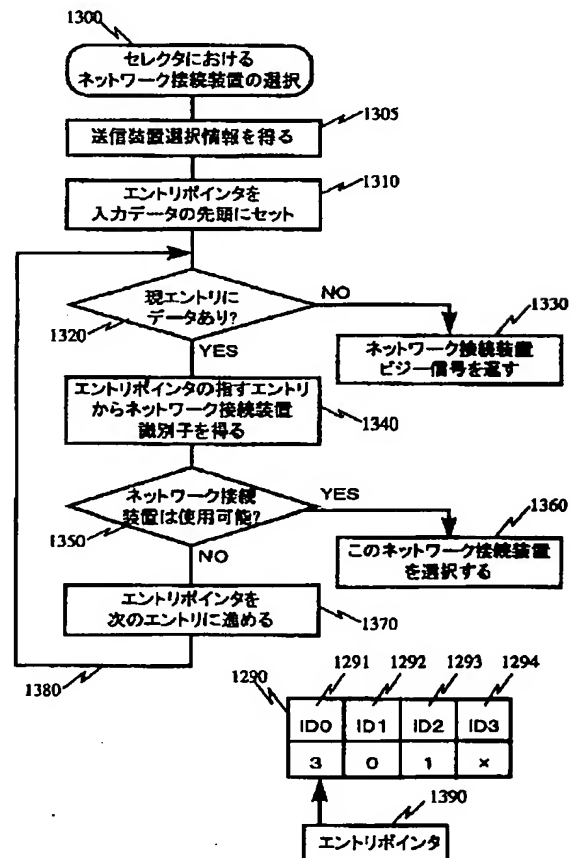 1300
セレクタにおける
ネットワーク接続装置の選択
1305
送信装置選択情報を得る
1310
エントリポインタを
入力データの先頭にセット
現エントリに
データあり?
1320
NO
YES
1330
ネットワーク接続装置
ビジー信号を返す
エントリポインタの指すエントリ
からネットワーク接続装置
識別子を得る
1340
ネットワーク接続
装置は使用可能?
1350
YES
NO
1360
このネットワーク接続装置
を選択する
エントリポインタを
次のエントリに進める
1370
1380
1290
1291 1292 1293 1294
ID0 ID1 ID2 ID3
3 0 1 ×
1390
エントリポインタ